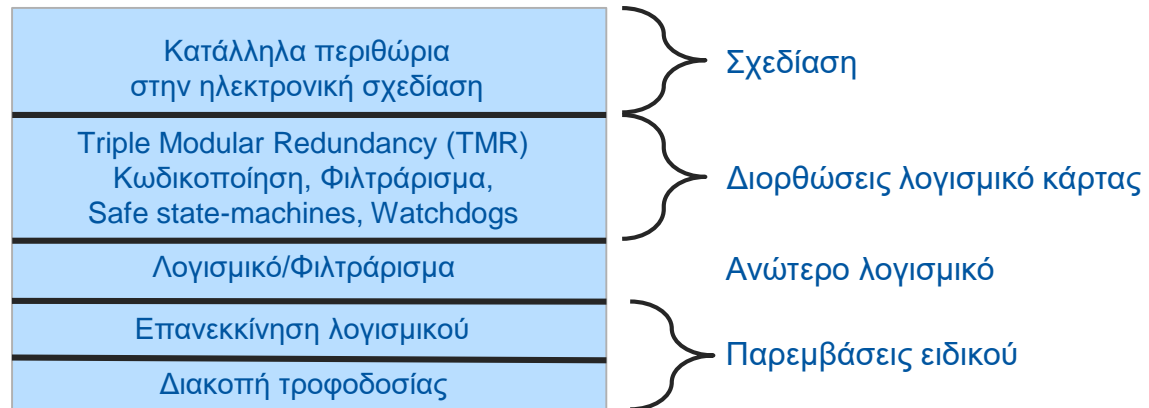 Κατάλληλα περιθώρια
στην ηλεκτρονική σχεδίαση
Σχεδίαση
Triple Modular Redundancy (TMR)
Κωδικοποίηση, Φιλτράρισμα,
Safe state-machines, Watchdogs
Διορθώσεις λογισμικό κάρτας
Λογισμικό/Φιλτράρισμα
Ανώτερο λογισμικό
Επανεκκίνηση λογισμικού
Διακοπή τροφοδοσίας
Παρεμβάσεις ειδικού